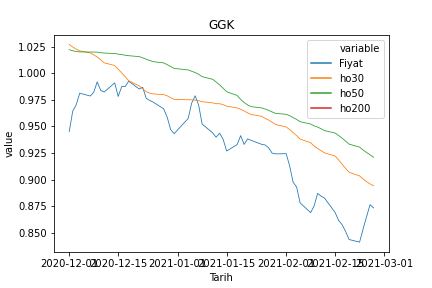 GGK
variable
Fiyat
ho30
ho50
ho200
value
1.025
1.000
0.975
0.950
0.925
0.900
0.875
0.850
2020-12-01
2020-12-15
2021-01-01
2021-01-15
2021-02-01
2021-02-15
2021-03-01
Tarih